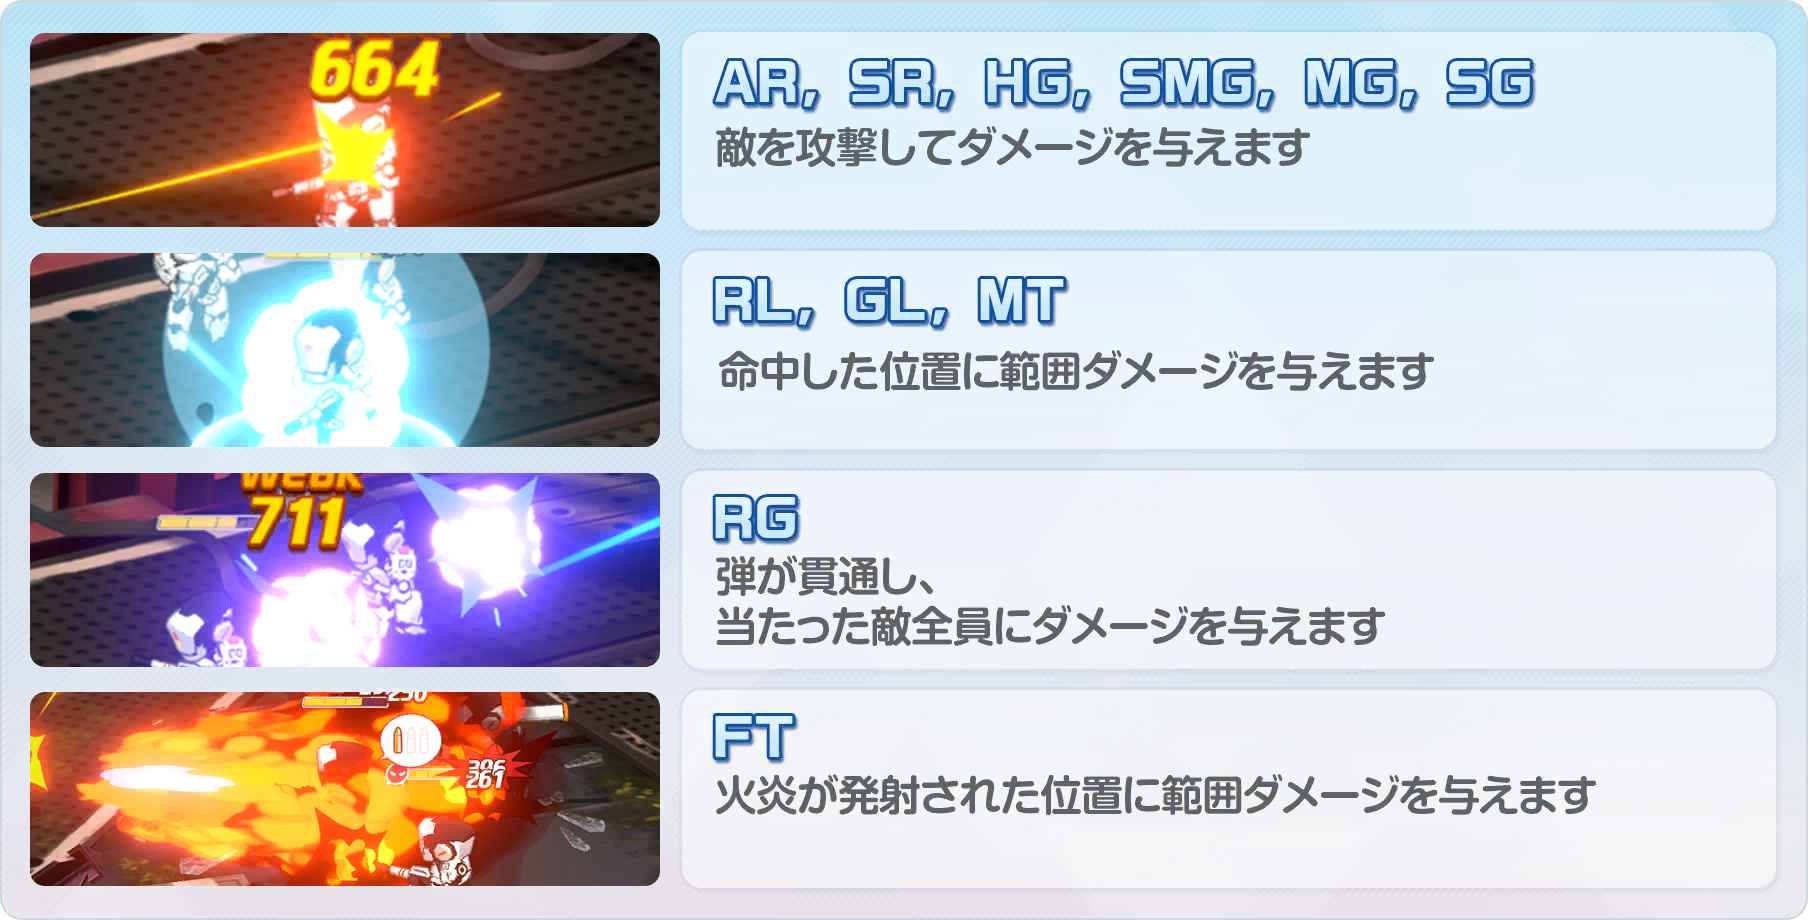 664
AR, SR, HG, SMG, MG, SG
敵を攻撃してダメージを与えます
RL, GL, MT
命中した位置に範囲ダメージを与えます
WEAK
711
RG
弾が貫通し、
当たった敵全員にダメージを与えます
396
261
FT
火炎が発射された位置に範囲ダメージを与えます